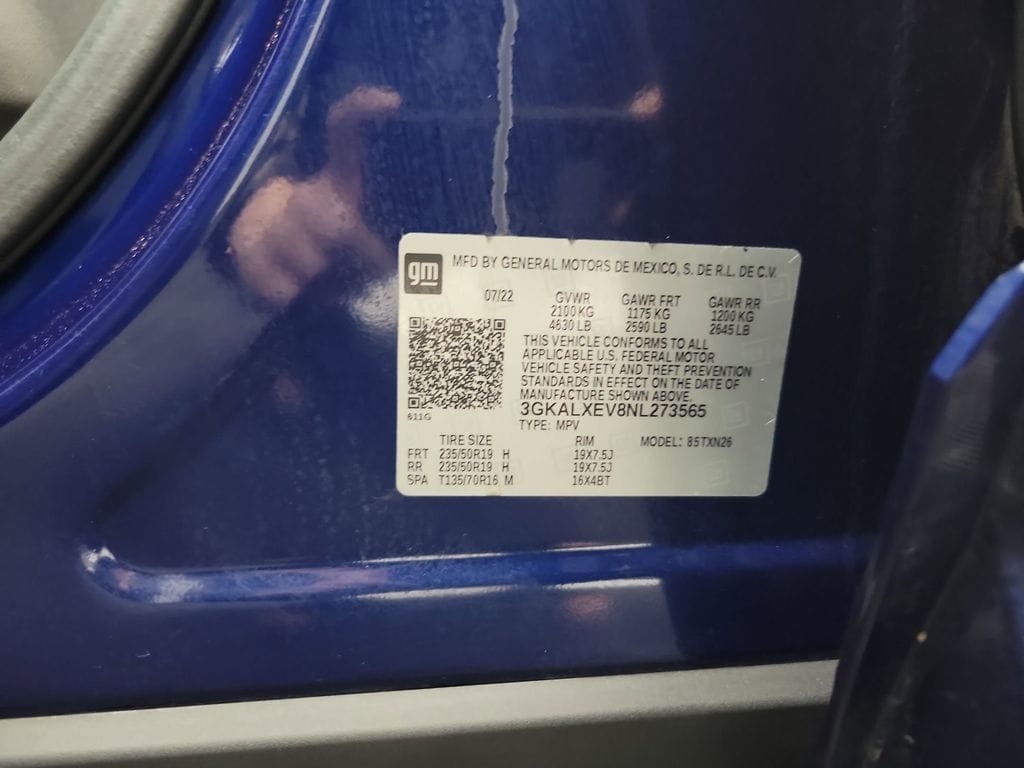 gm MFD BY GENERAL MOTORS DE MEXICO, S. DE R.L. DE C.V.
07/22 GVWR GAWR FRT GAWR RR
2100 KG 1175 KG 1200 KG
4630 LB 2590 LB 2645 LB
THIS VEHICLE CONFORMS TO ALL
APPLICABLE U.S. FEDERAL MOTOR
VEHICLE SAFETY AND THEFT PREVENTION
STANDARDS IN EFFECT ON THE DATE OF
MANUFACTURE SHOWN ABOVE.
3GKALXEV8NL273565
611G
TYPE: MPV
TIRE SIZE RIM MODEL: 85TXN26
FRT 235/50R19 H 19X7.5J
RR 235/50R19 H 19X7.5J
SPA T135/70R16 M 16X4BT